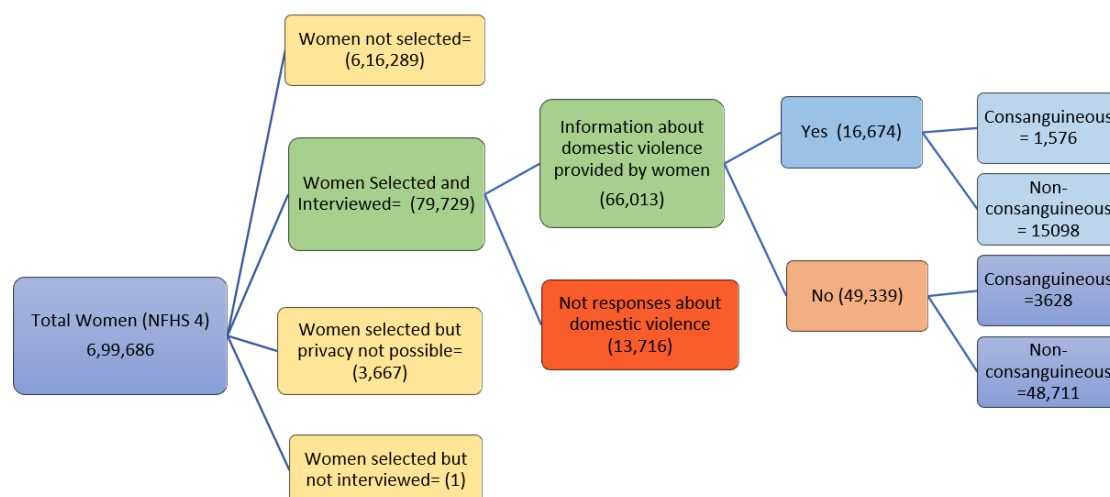 Women not selected=
(6,16,289)
Women Selected and
Interviewed= (79,729)
Total Women (NFHS 4)
6,99,686
Women selected but
privacy not possible=
(3,667)
Women selected but
not interviewed= (1)
Information about
domestic violence
provided by women
(66,013)
Not responses about
domestic violence
(13,716)
Yes (16,674)
No (49,339)
Consanguineous
= 1,576
Non-
consanguineous
= 15098
Consanguineous
=3628
Non-
consanguineous
=48,711